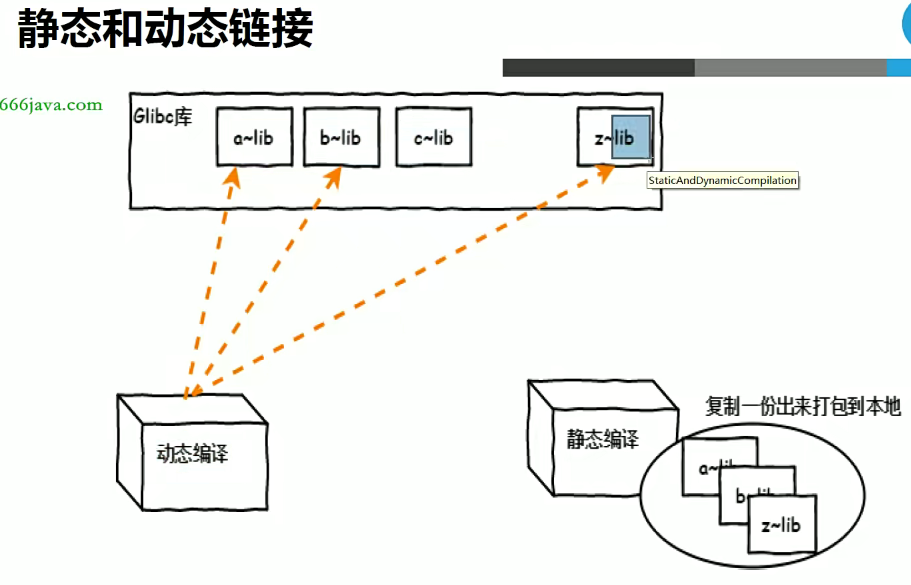 静态和动态链接
666java.com
Glibc库
a~lib
b~lib
c~lib
z~lib
StaticAndDynamicCompilation
动态编译
静态编译
复制一份出来打包到本地
a~lib
b~lib
z~lib